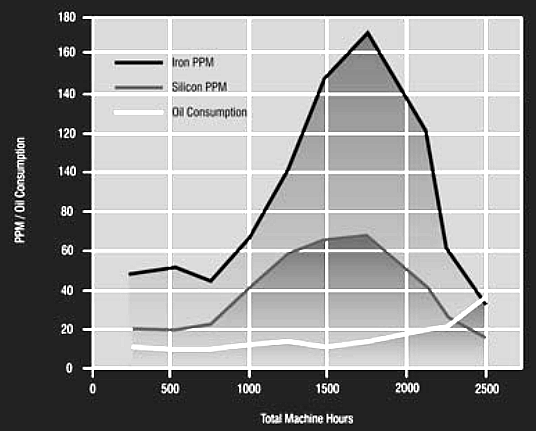 180
160
Iron PPM
Silicon PPM
140
Oil Consumption
120
140
80
60
40
20
0
PPM / Oil Consumption
0 500 1000 1500 2000 2500
Total Machine Hours